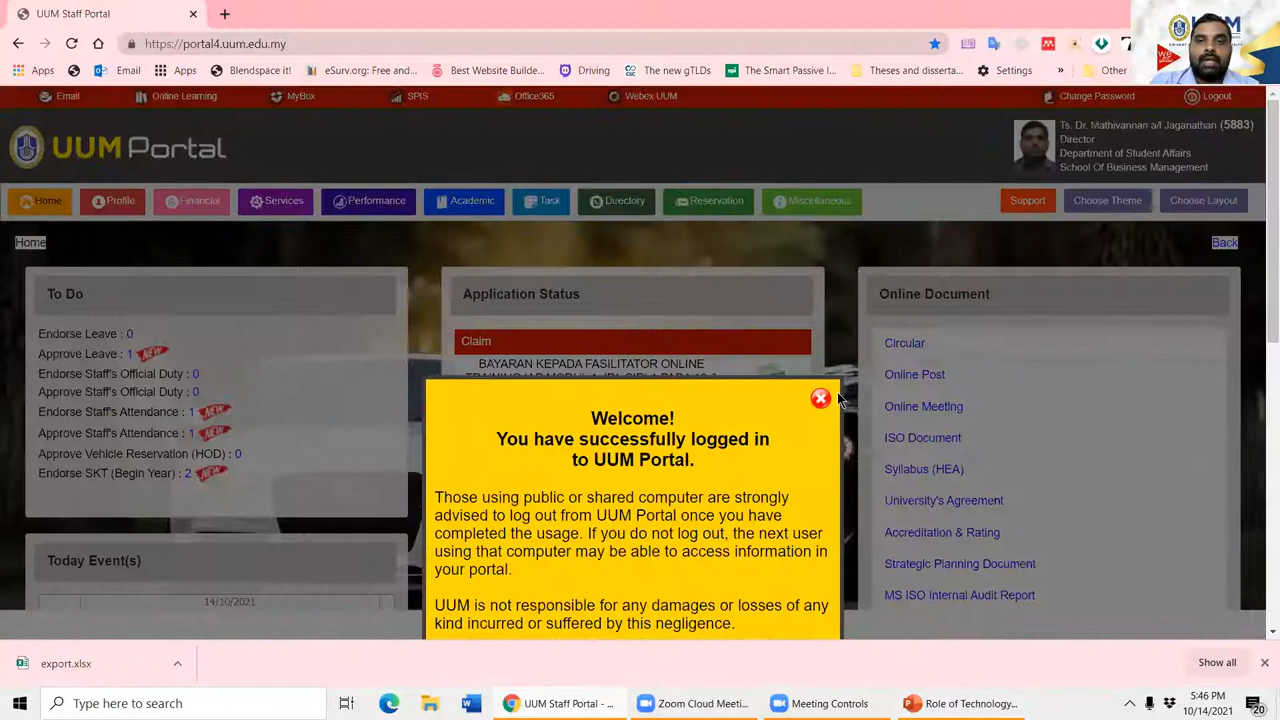 UUM Staff Portal
https://portal4.uum.edu.my
Apps
Email
Apps
Blendspace it!
eSurv.org: Free and...
Best Website Builde...
Driving
The new gTLDs
The Smart Passive I...
Theses and disserta...
Settings
»
Other
Email
Online Learning
MyBox
SPIS
Office365
Webex UUM
Change Password
Logout
UUM Portal
Ts. Dr. Mathivannan a/l Jaganathan (5883)
Director
Department of Student Affairs
School Of Business Management
Home
Profile
Financial
Services
Performance
Academic
Task
Directory
Reservation
Miscellaneous
Support
Choose Theme
Choose Layout
Home
Back
To Do
Endorse Leave : 0
Approve Leave : 1 NEW
Endorse Staff's Official Duty : 0
Approve Staff's Official Duty : 0
Endorse Staff's Attendance : 1 NEW
Approve Staff's Attendance : 1 NEW
Approve Vehicle Reservation (HOD) : 0
Endorse SKT (Begin Year) : 2 NEW
Today Event(s)
14/10/2021
Application Status
Claim
BAYARAN KEPADA FASILITATOR ONLINE
Online Document
Circular
Online Post
Online Meeting
ISO Document
Syllabus (HEA)
University's Agreement
Accreditation & Rating
Strategic Planning Document
MS ISO Internal Audit Report
Welcome!
You have successfully logged in
to UUM Portal.
Those using public or shared computer are strongly
advised to log out from UUM Portal once you have
completed the usage. If you do not log out, the next user
using that computer may be able to access information in
your portal.
UUM is not responsible for any damages or losses of any
kind incurred or suffered by this negligence.
export.xlsx
Show all
Type here to search
UUM Staff Portal - ...
Zoom Cloud Meeti...
Meeting Controls
Role of Technology...
5:46 PM
10/14/2021
20